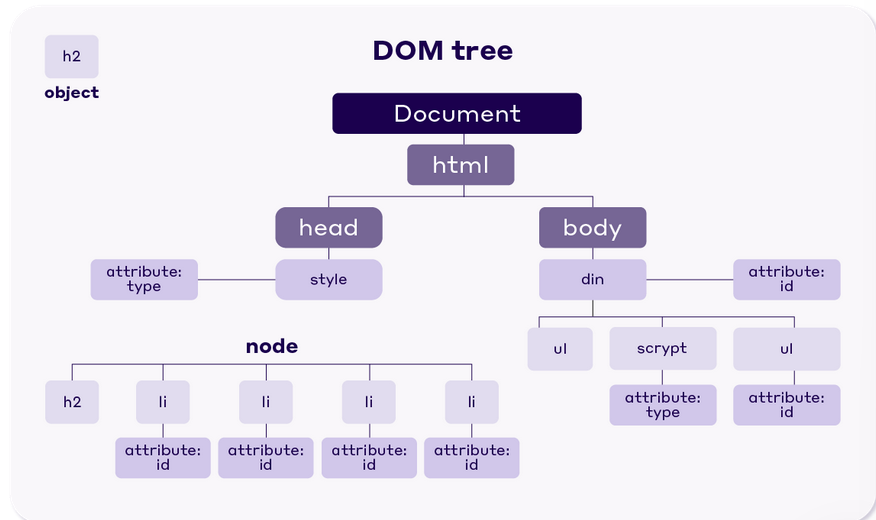 h2
object
DOM tree
Document
html
head
body
attribute:
type
style
din
attribute:
id
ul
scrypt
ul
attribute:
type
attribute:
id
node
h2
li
li
li
li
attribute:
id
attribute:
id
attribute:
id
attribute:
id